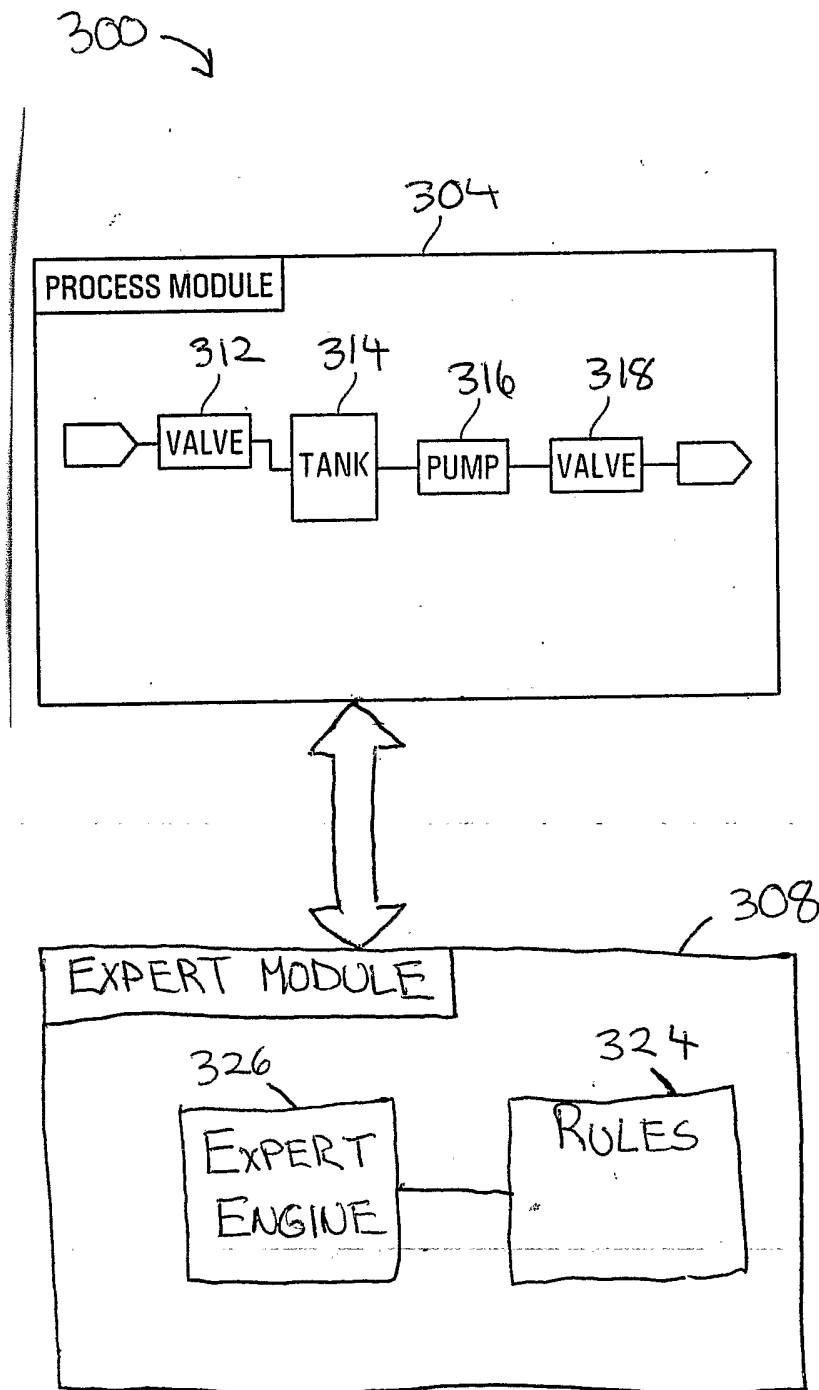 300
304
PROCESS MODULE
312 314 316 318
VALVE TANK PUMP VALVE
308
EXPERT MODULE
326 324
EXPERT
ENGINE
RULES